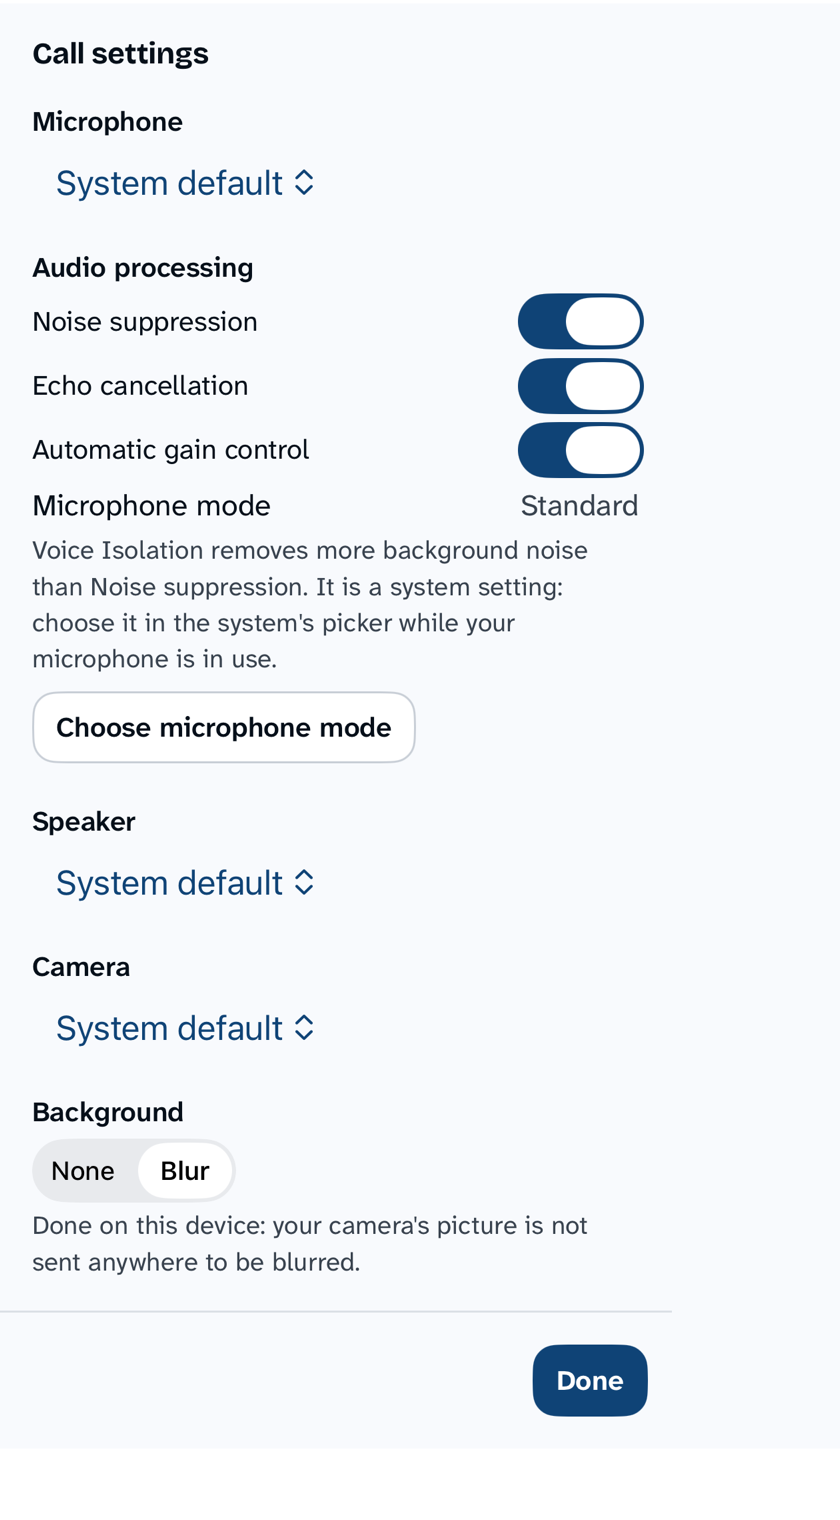 Call settings
Microphone
System default
Audio processing
Noise suppression
Echo cancellation
Automatic gain control
Microphone mode Standard
Voice Isolation removes more background noise
than Noise suppression. It is a system setting:
choose it in the system's picker while your
microphone is in use.
Choose microphone mode
Speaker
System default
Camera
System default
Background
None Blur
Done on this device: your camera's picture is not
sent anywhere to be blurred.
Done